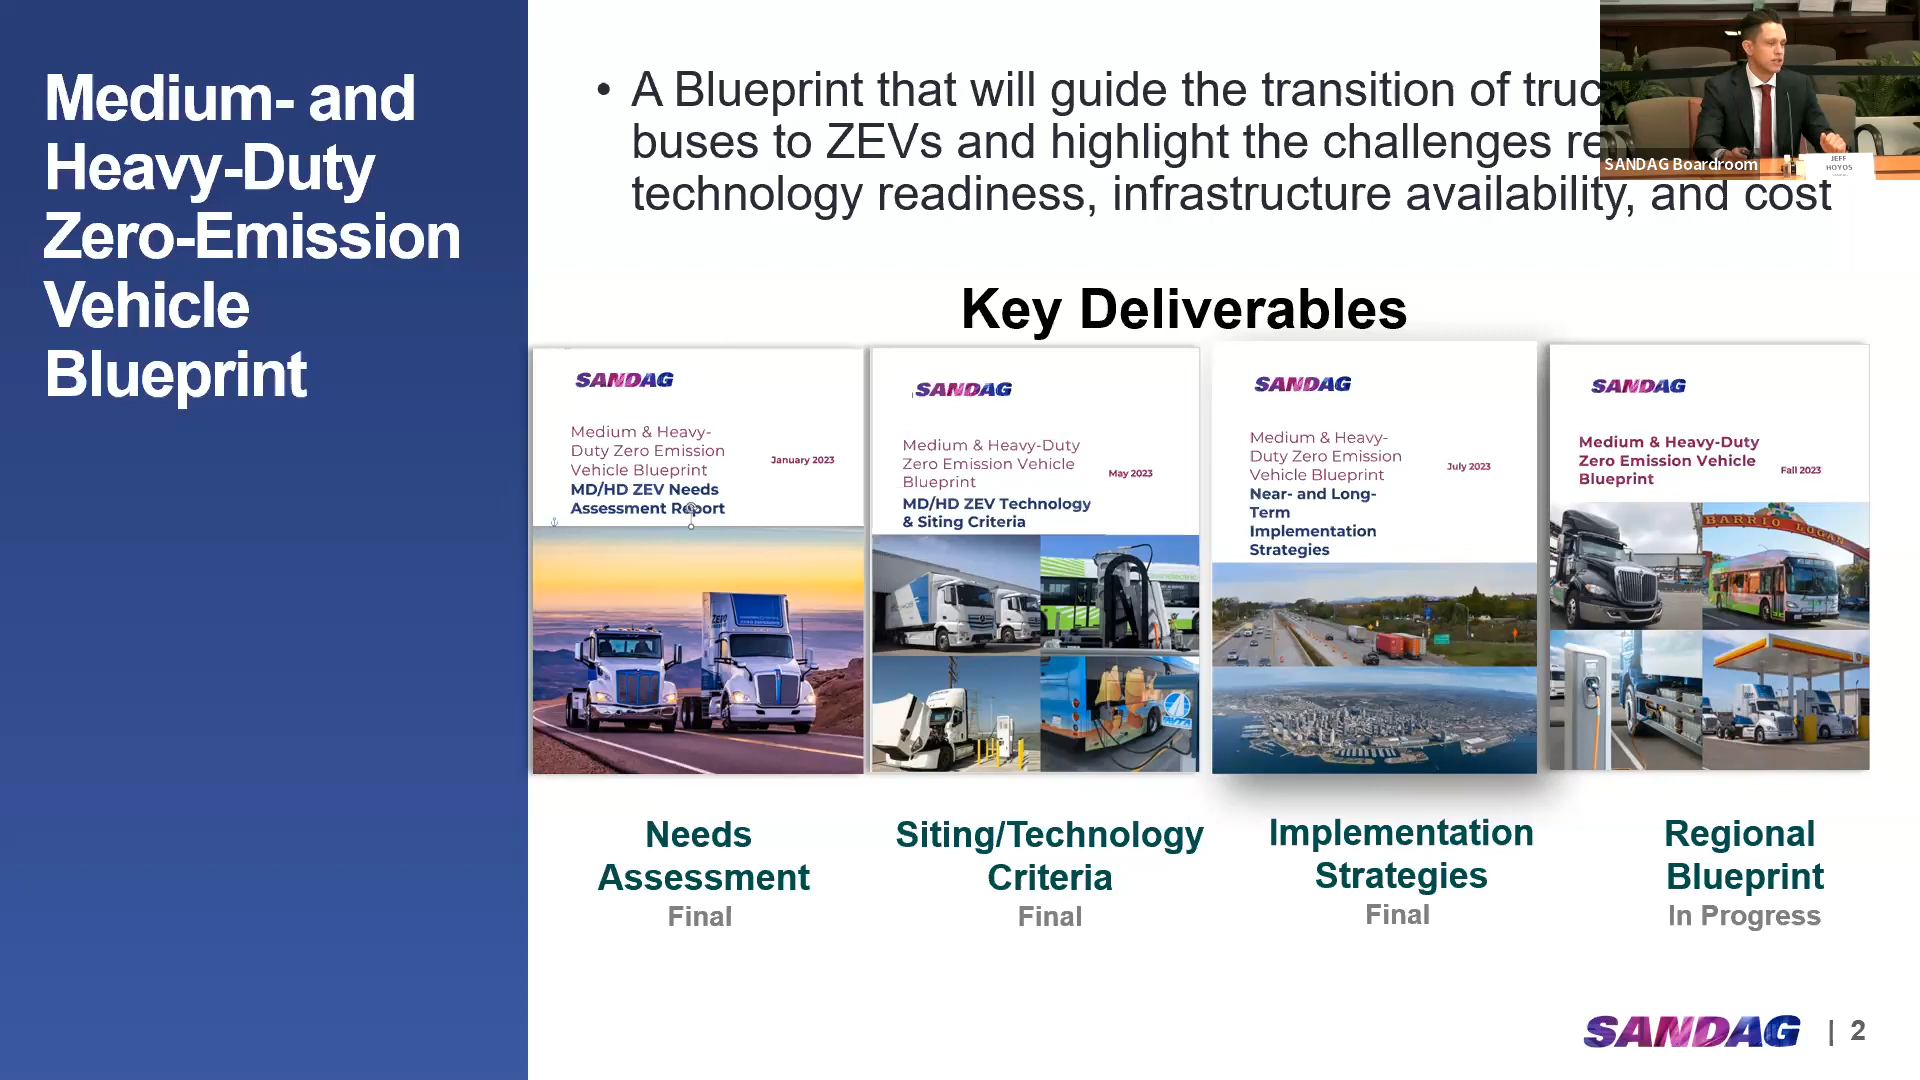 Medium- and
Heavy-Duty
Zero-Emission
Vehicle
Blueprint
• A Blueprint that will guide the transition of
buses to ZEVs and highlight the challenges
technology readiness, infrastructure availability, and cost
SANDAG Boardroom
JEFF
HOYOS
Key Deliverables
SANDAG
Medium & Heavy-
Duty Zero Emission
Vehicle Blueprint
MD/HD ZEV Needs
Assessment Report
January 2023
SANDAG
Medium & Heavy-Duty
Zero Emission Vehicle
Blueprint
MD/HD ZEV Technology
& Siting Criteria
May 2023
SANDAG
Medium & Heavy-
Duty Zero Emission
Vehicle Blueprint
Near- and Long-
Term
Implementation
Strategies
July 2023
SANDAG
Medium & Heavy-Duty
Zero Emission Vehicle
Blueprint
Fall 2023
BARRIO LOGAN
Needs
Assessment
Final
Siting/Technology
Criteria
Final
Implementation
Strategies
Final
Regional
Blueprint
In Progress
SANDAG | 2